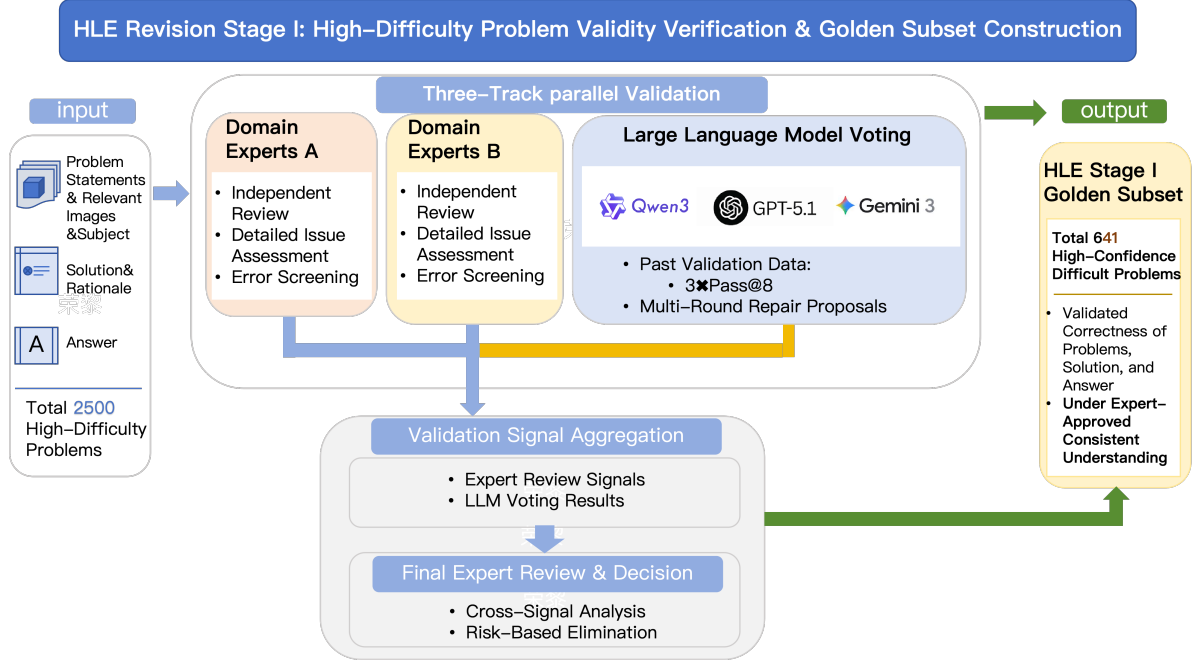 HLE Revision Stage I: High-Difficulty Problem Validity Verification & Golden Subset Construction
input
Problem
Statements
& Relevant
Images
&Subject
Solution&
Rationale
A
Answer
Total 2500
High-Difficulty
Problems
Three-Track parallel Validation
Domain
Experts A
• Independent
Review
• Detailed Issue
Assessment
• Error Screening
Domain
Experts B
• Independent
Review
• Detailed Issue
Assessment
• Error Screening
Large Language Model Voting
Qwen3
GPT-5.1
Gemini 3
• Past Validation Data:
• 3✖Pass@8
• Multi-Round Repair Proposals
Validation Signal Aggregation
• Expert Review Signals
• LLM Voting Results
Final Expert Review & Decision
• Cross-Signal Analysis
• Risk-Based Elimination
output
HLE Stage I
Golden Subset
Total 641
High-Confidence
Difficult Problems
• Validated
Correctness of
Problems,
Solution, and
Answer
• Under Expert-
Approved
Consistent
Understanding